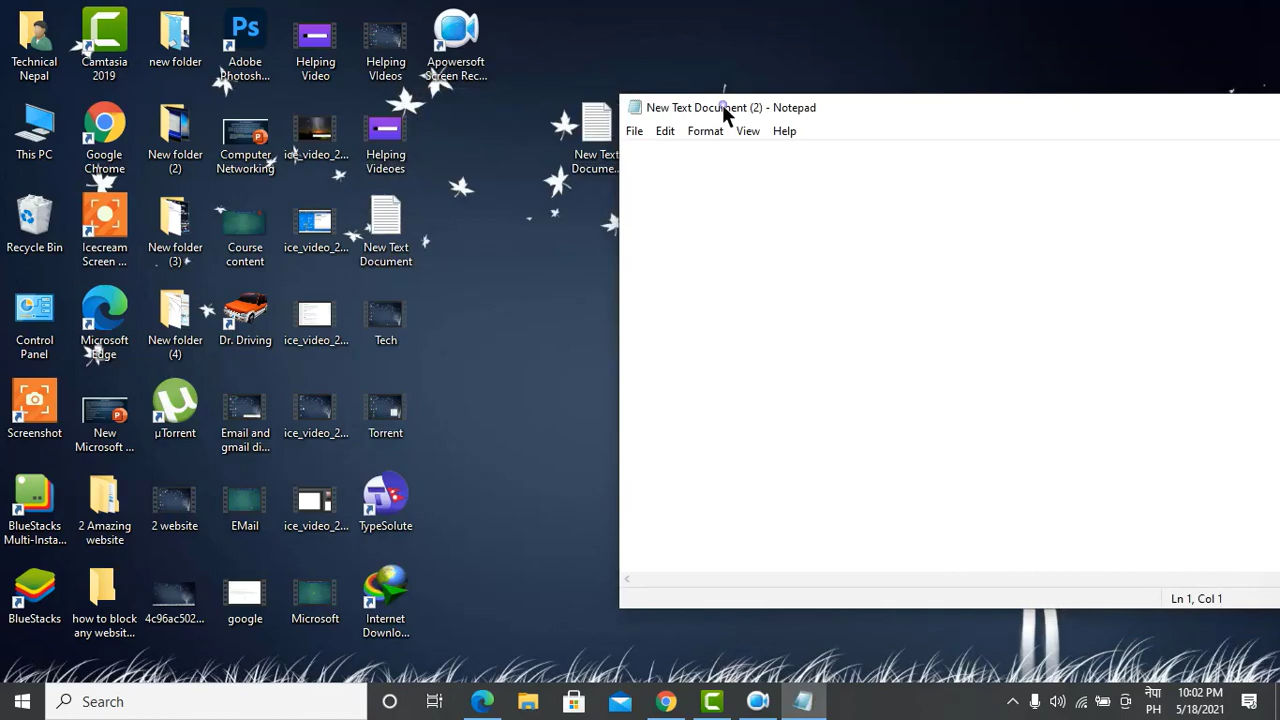 Technical
Nepal
Camtasia
2019
new folder
Adobe
Photosh...
Helping
Video
Helping
VIdeos
Apowersoft
Screen Rec...
This PC
Google
Chrome
New folder
(2)
Computer
Networking
ice_video_2...
Helping
Videoes
New Text
Docume...
New Text Document (2) - Notepad
File Edit Format View Help
Recycle Bin
Icecream
Screen ...
New folder
(3)
Course
content
ice_video_2...
New Text
Document
Control
Panel
Microsoft
Edge
New folder
(4)
Dr. Driving
ice_video_2...
Tech
Screenshot
New
Microsoft ...
µTorrent
Email and
gmail di...
ice_video_2...
Torrent
BlueStacks
Multi-Insta...
2 Amazing
website
2 website
EMail
ice_video_2...
TypeSolute
BlueStacks
how to block
any websit...
4c96ac502...
google
Microsoft
Internet
Downlo...
Ln 1, Col 1
Search
नेपा
PH
10:02 PM
5/18/2021